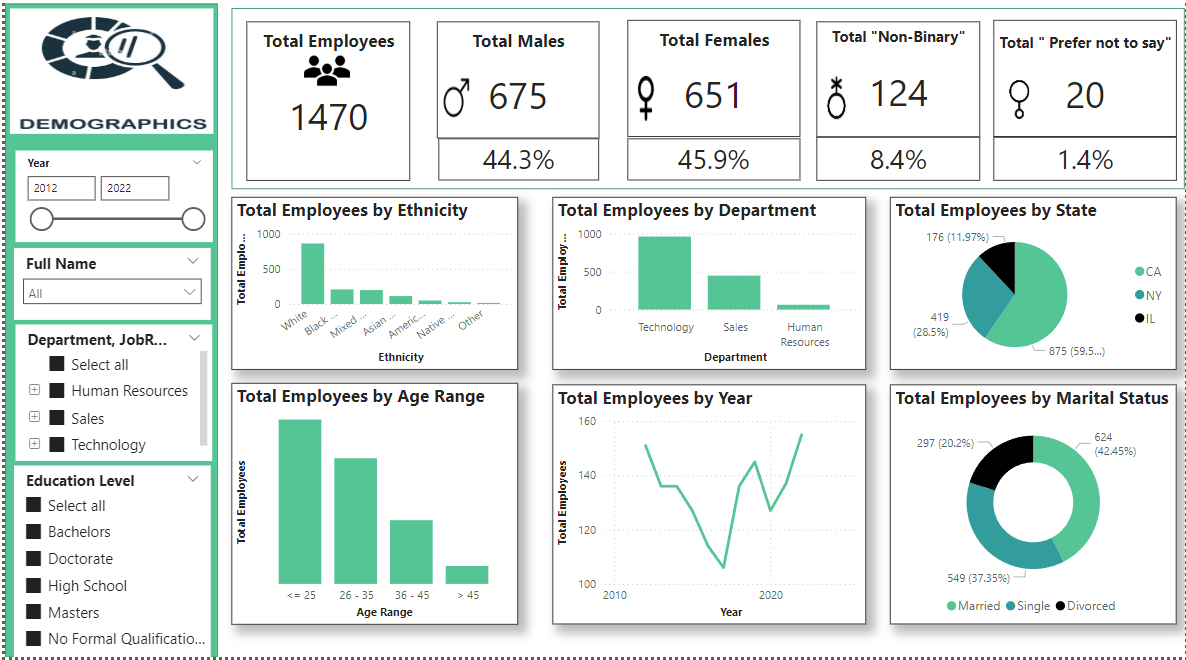 DEMOGRAPHICS
Year
2012
2022
Full Name
All
Department, JobR...
Select all
Human Resources
Sales
Technology
Education Level
Select all
Bachelors
Doctorate
High School
Masters
No Formal Qualificatio...
Total Employees
1470
Total Males
675
44.3%
Total Females
651
45.9%
Total "Non-Binary"
124
8.4%
Total " Prefer not to say"
20
1.4%
Total Employees by Ethnicity
Total Emplo...
1000
500
0
White
Black ...
Mixed ...
Asian ...
Americ...
Native ...
Other
Ethnicity
Total Employees by Department
Total Employ...
1000
500
0
Technology
Sales
Human
Resources
Department
Total Employees by State
176 (11.97%)
419
(28.5%)
875 (59.5...)
CA
NY
IL
Total Employees by Age Range
Total Employees
<= 25
26 - 35
36 - 45
> 45
Age Range
Total Employees by Year
Total Employees
160
140
120
100
2010
2020
Year
Total Employees by Marital Status
297 (20.2%)
624
(42.45%)
549 (37.35%)
Married
Single
Divorced